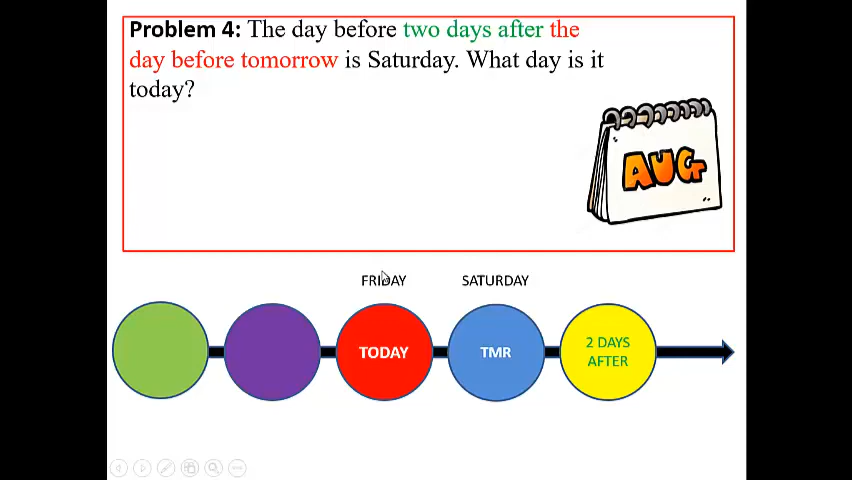 Problem 4: The day before two days after the
day before tomorrow is Saturday. What day is it
today?
AUG
FRIDAY
SATURDAY
TODAY
TMR
2 DAYS
AFTER